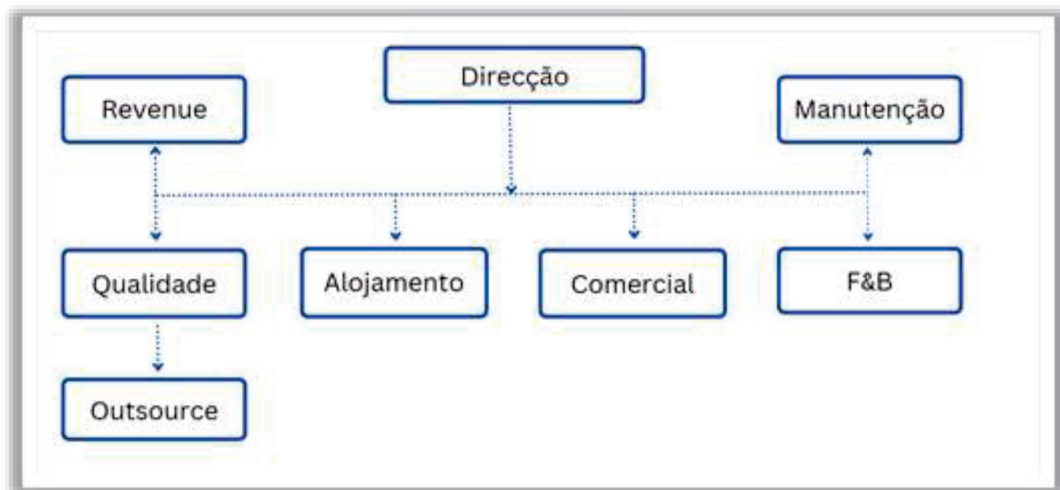 Direcção
Revenue
Manutenção
Qualidade
Alojamento
Comercial
F&B
Outsource